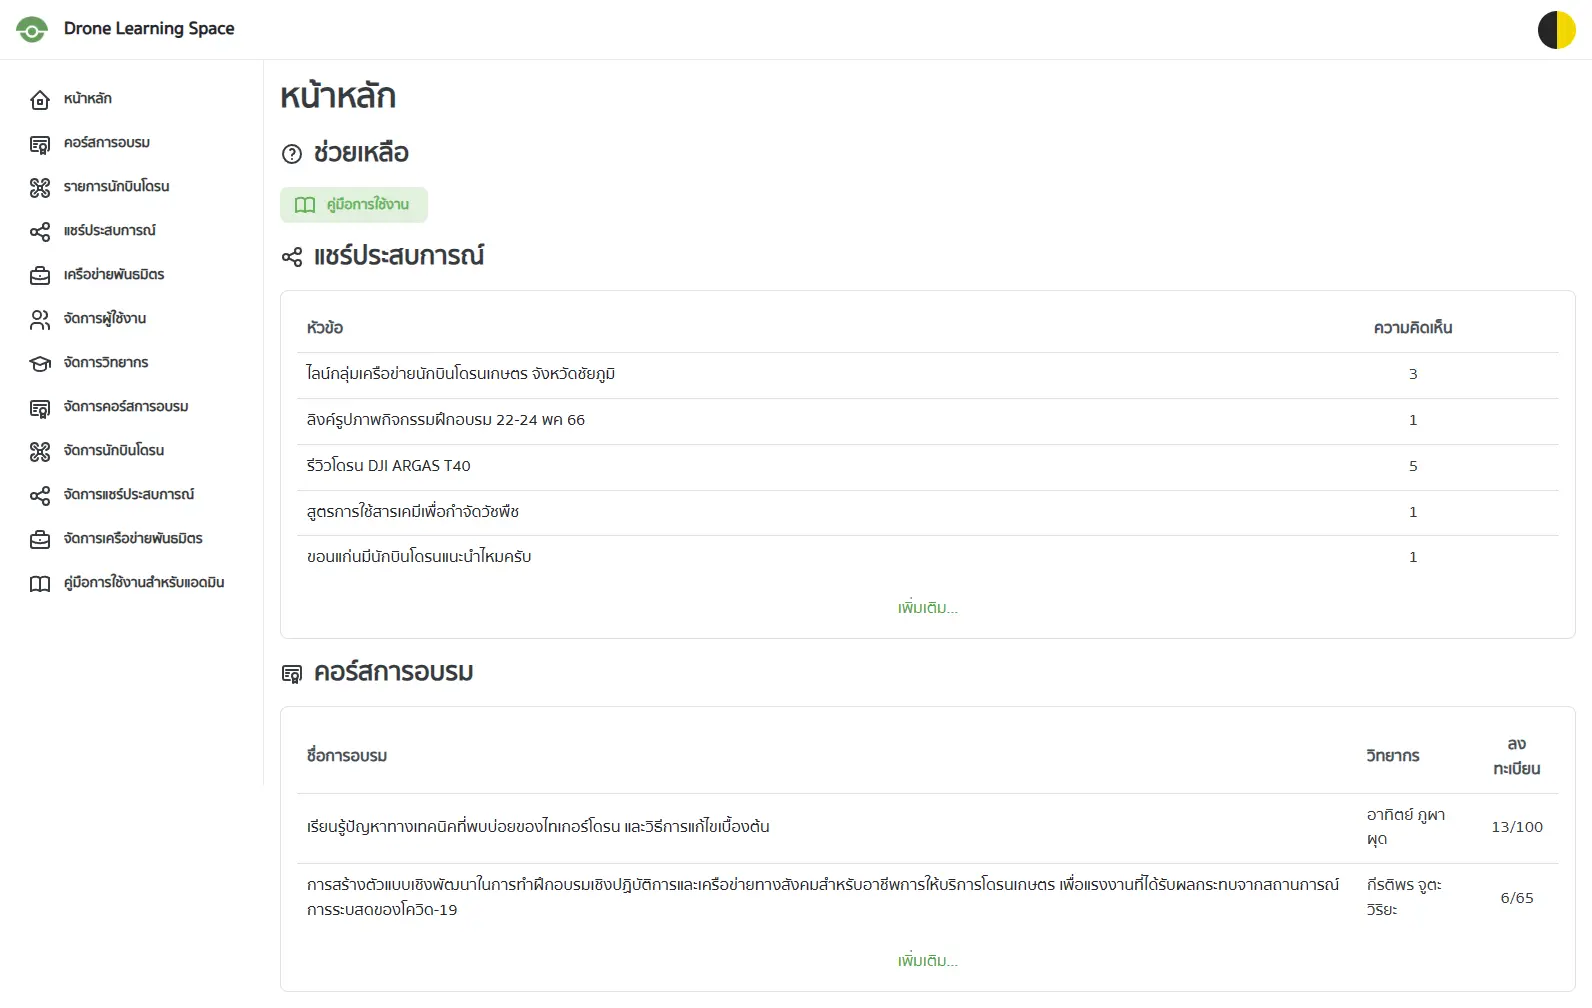 Drone Learning Space
หน้าหลัก
คอร์สการอบรม
รายการนักบินโดรน
แชร์ประสบการณ์
เครือข่ายพันธมิตร
จัดการผู้ใช้งาน
จัดการวิทยากร
จัดการคอร์สการอบรม
จัดการนักบินโดรน
จัดการแชร์ประสบการณ์
จัดการเครือข่ายพันธมิตร
คู่มือการใช้งานสำหรับแอดมิน
หน้าหลัก
ช่วยเหลือ
คู่มือการใช้งาน
แชร์ประสบการณ์
หัวข้อ ความคิดเห็น
ไลน์กลุ่มเครือข่ายนักบินโดรนเกษตร จังหวัดชัยภูมิ 3
ลิงค์รูปภาพกิจกรรมฝึกอบรม 22-24 พค 66 1
รีวิวโดรน DJI ARGAS T40 5
สูตรการใช้สารเคมีเพื่อกำจัดวัชพืช 1
ขอนแก่นมีนักบินโดรนแนะนำไหมครับ 1
เพิ่มเติม...
คอร์สการอบรม
ชื่อการอบรม วิทยากร ลง
ทะเบียน
เรียนรู้ปัญหาทางเทคนิคที่พบบ่อยของไทเกอร์โดรน และวิธีการแก้ไขเบื้องต้น อาทิตย์ ภูผา 13/100
ผุด
การสร้างตัวแบบเชิงพัฒนาในการทำฝึกอบรมเชิงปฏิบัติการและเครือข่ายทางสังคมสำหรับอาชีพการให้บริการโดรนเกษตร เพื่อแรงงานที่ได้รับผลกระทบจากสถานการณ์ กีรติพร จูตะ 6/65
การระบสดของโควิด-19 วิริยะ
เพิ่มเติม...